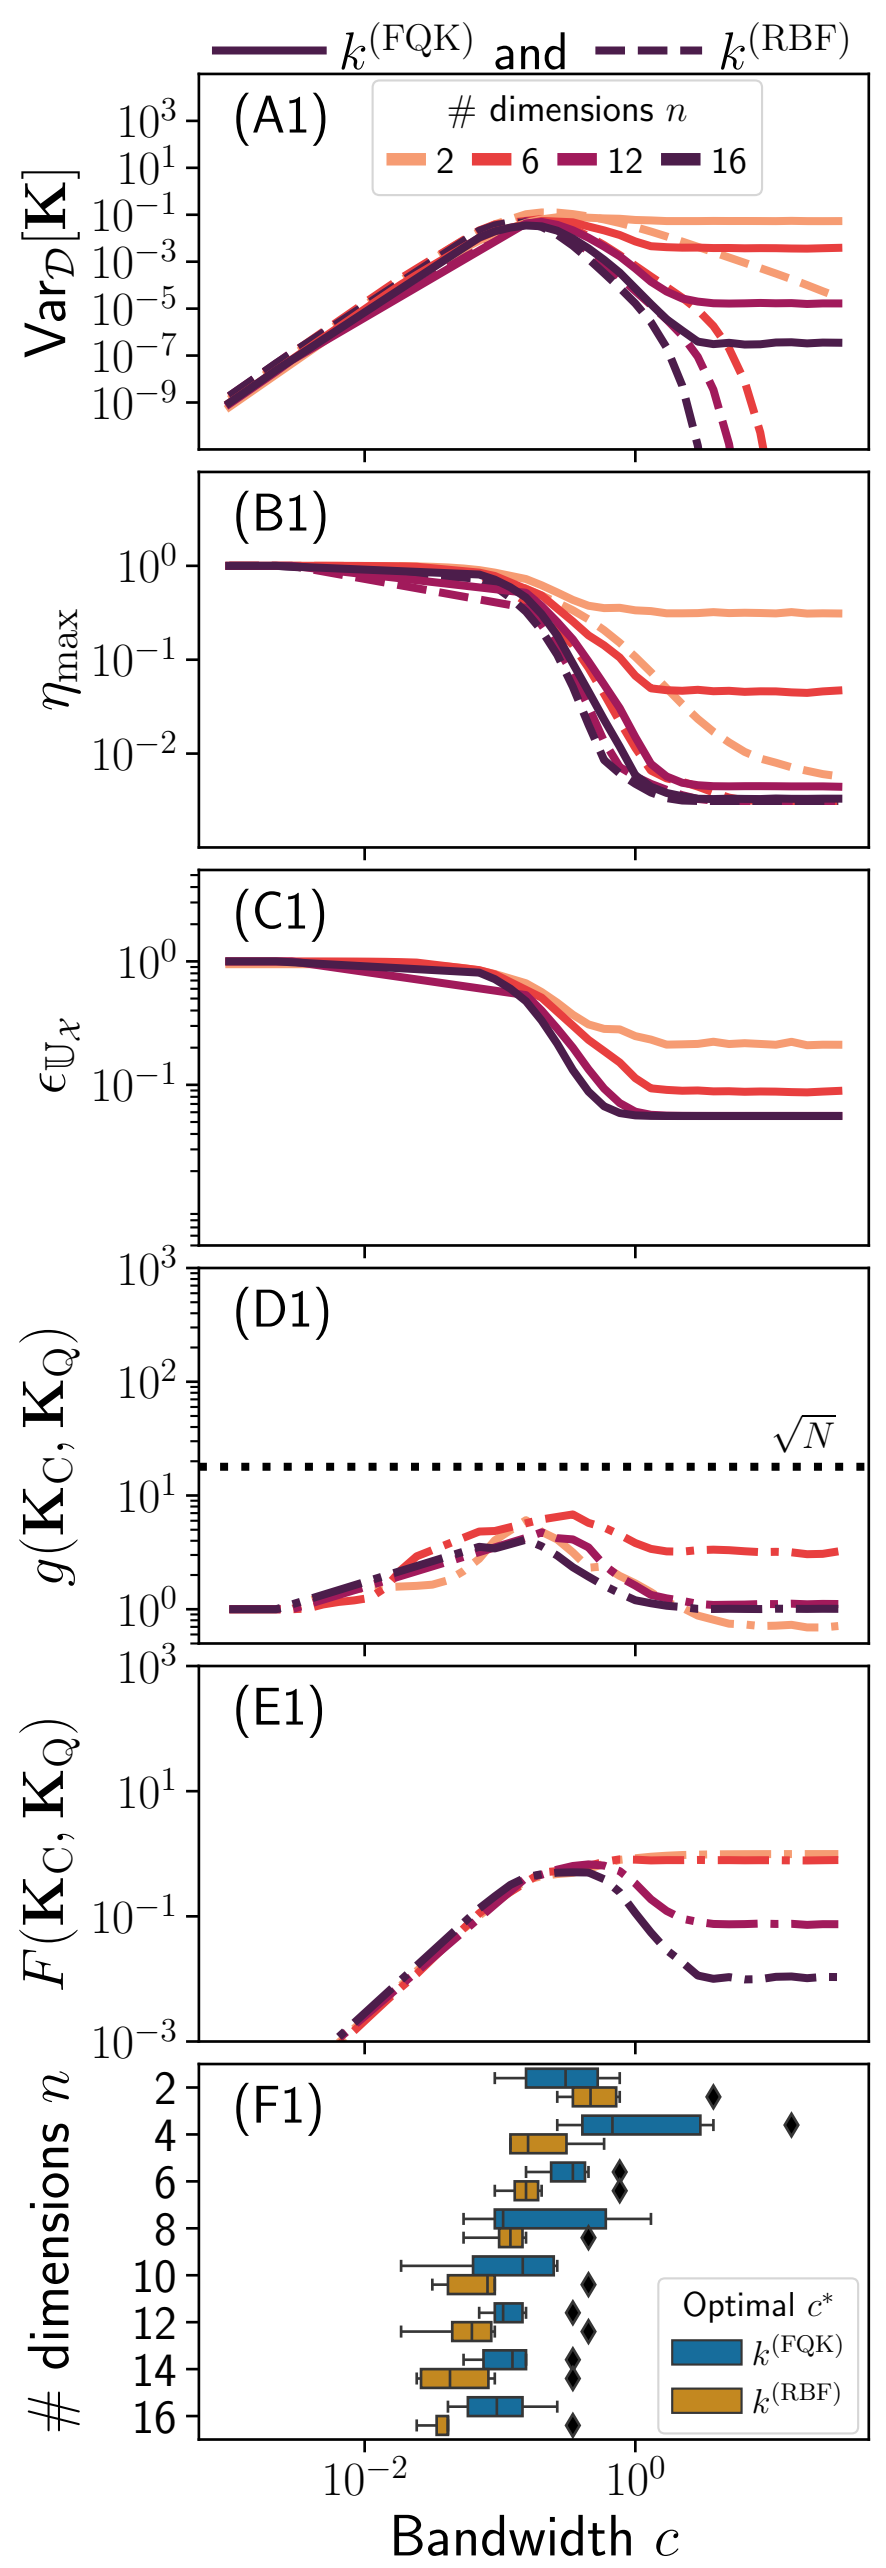 k^(FQK) and k^(RBF)
(A1)
# dimensions n
2 6 12 16
Var_𝒟[K]
10^3
10^1
10^−1
10^−3
10^−5
10^−7
10^−9
(B1)
η_max
10^0
10^−1
10^−2
(C1)
ϵ_𝕌_𝒳
10^0
10^−1
(D1)
g(K_C, K_Q)
10^3
10^2
10^1
10^0
√N
(E1)
F(K_C, K_Q)
10^3
10^1
10^−1
10^−3
(F1)
# dimensions n
2
4
6
8
10
12
14
16
Optimal c*
k^(FQK)
k^(RBF)
10^−2 10^0
Bandwidth c